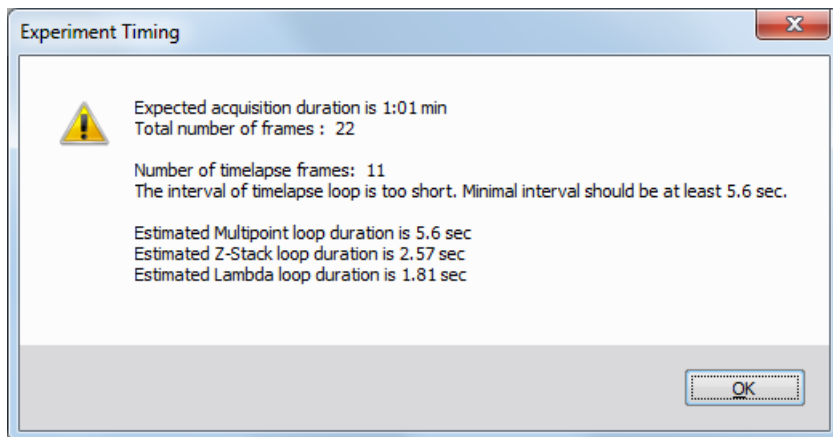 Experiment Timing
Expected acquisition duration is 1:01 min
Total number of frames :  22
Number of timelapse frames:  11
The interval of timelapse loop is too short. Minimal interval should be at least 5.6 sec.
Estimated Multipoint loop duration is 5.6 sec
Estimated Z-Stack loop duration is 2.57 sec
Estimated Lambda loop duration is 1.81 sec
OK